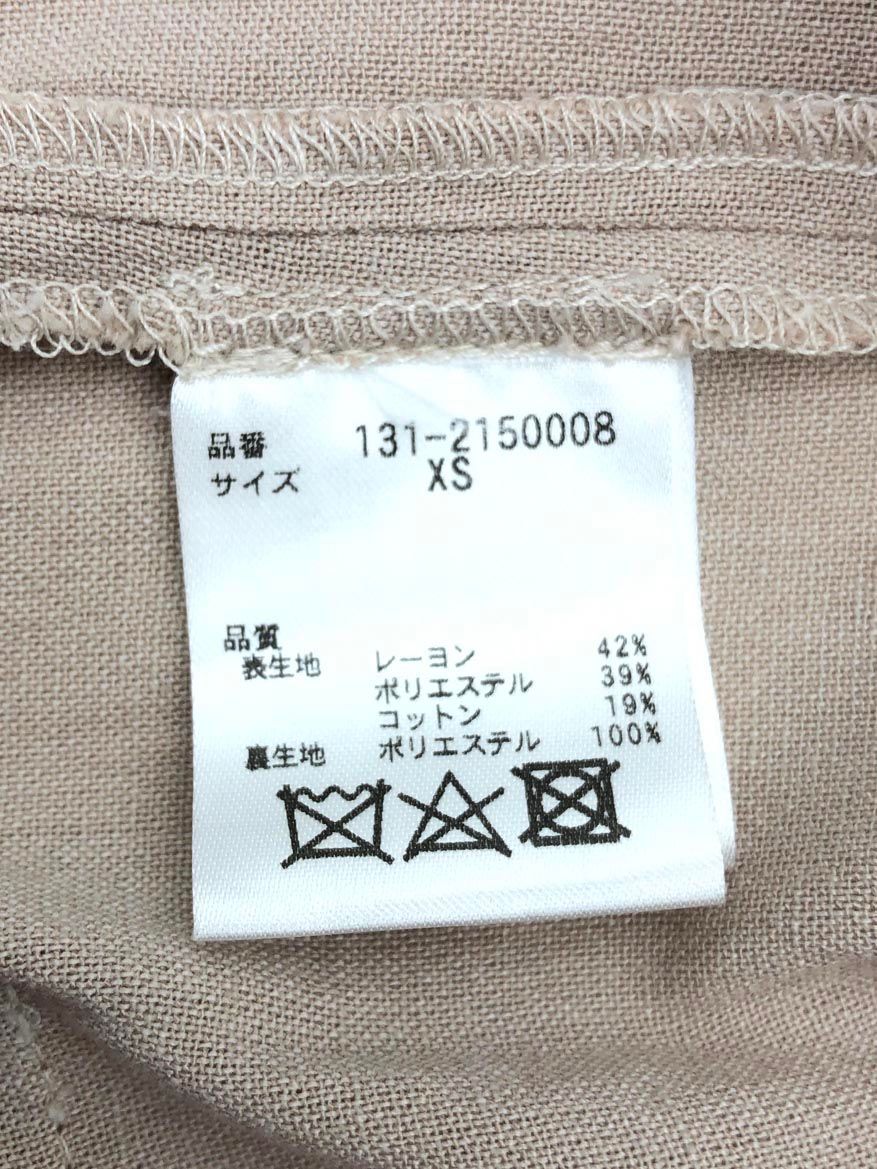 品番 131-2150008
サイズ XS
品質
表生地 レーヨン 42%
ポリエステル 39%
コットン 19%
裏生地 ポリエステル 100%